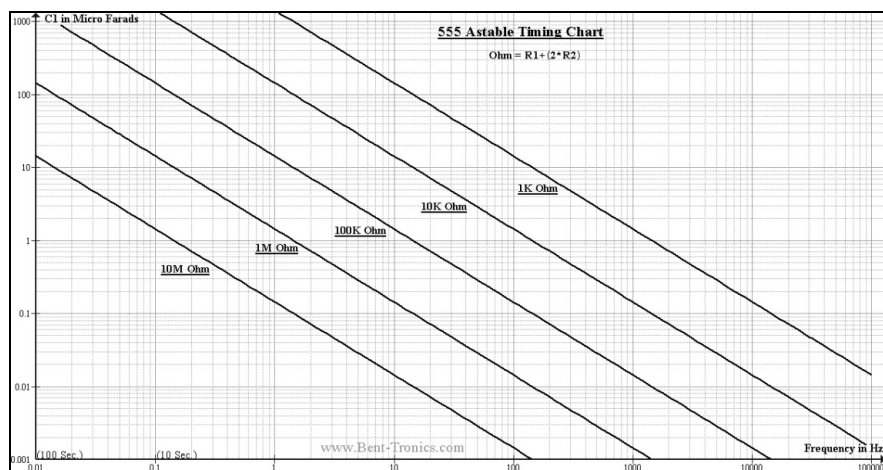 C1 in Micro Farads
555 Astable Timing Chart
Ohm = R1+(2*R2)
1000
100
10
1
0.1
0.01
0.001
1K Ohm
10K Ohm
100K Ohm
1M Ohm
10M Ohm
www.Bent-Tronics.com
Frequency in Hz
(100 Sec.)
(10 Sec.)
0.01
0.1
1
10
100
1000
10000
100000